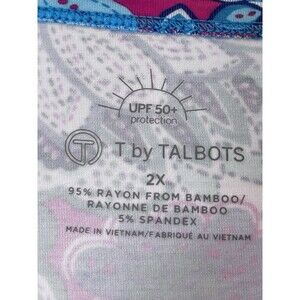 UPF 50+
protection
T T by TALBOTS
2X
95% RAYON FROM BAMBOO/
RAYONNE DE BAMBOO
5% SPANDEX
MADE IN VIETNAM/FABRIQUÉ AU VIETNAM